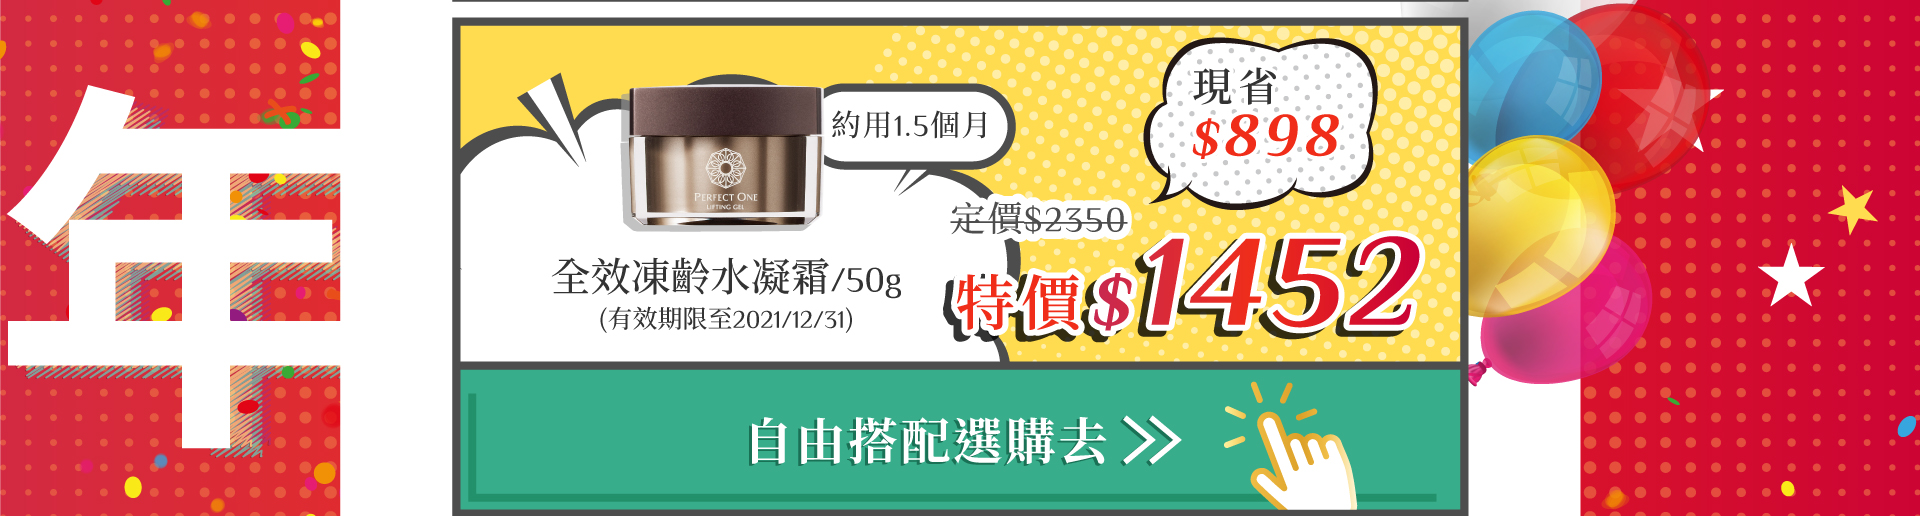 年
約用1.5個月
PERFECT ONE
LIFTING GEL
全效凍齡水凝霜/50g
(有效期限至2021/12/31)
現省
$898
定價$2350
特價$1452
自由搭配選購去